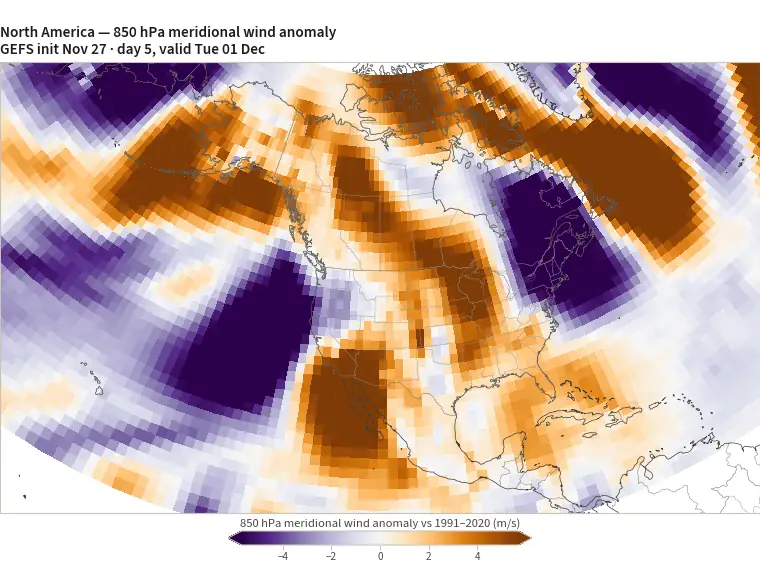 North America — 850 hPa meridional wind anomaly
GEFS init Nov 27 · day 5, valid Tue 01 Dec
850 hPa meridional wind anomaly vs 1991–2020 (m/s)
−4 −2 0 2 4